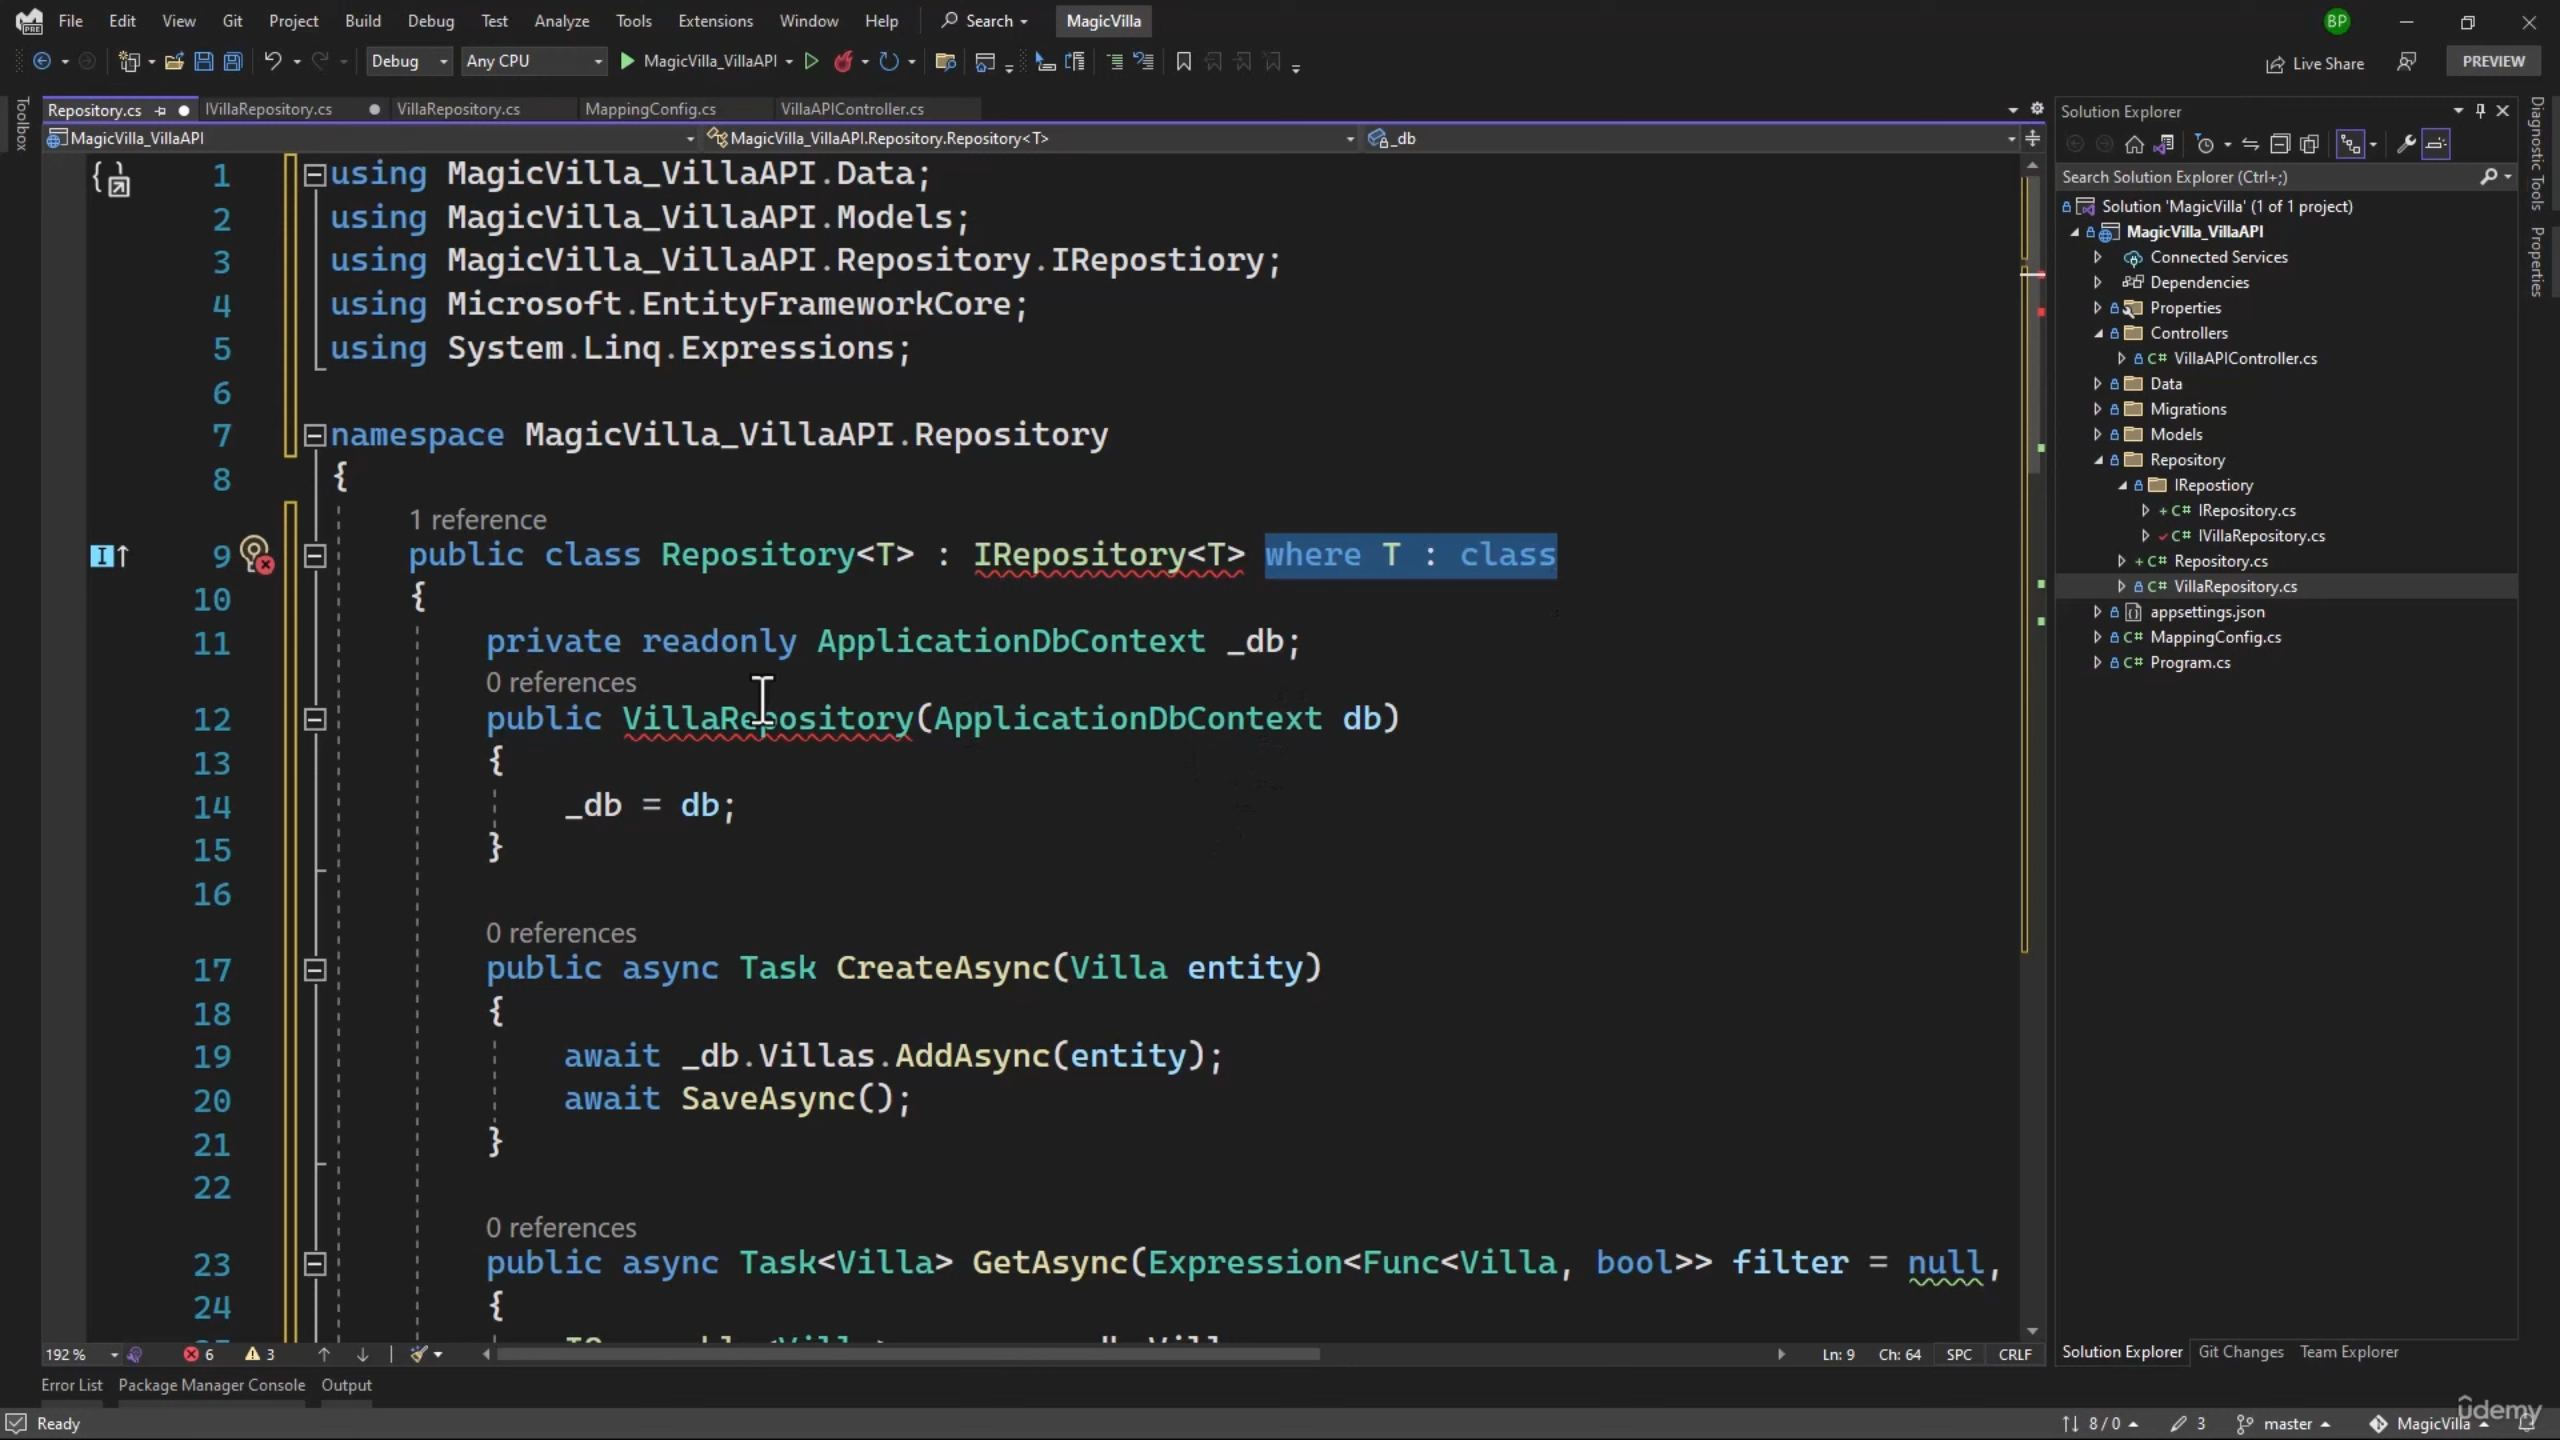 File Edit View Git Project Build Debug Test Analyze Tools Extensions Window Help Search MagicVilla BP
PRE
Debug Any CPU MagicVilla_VillaAPI Live Share PREVIEW
Repository.cs IVillaRepository.cs VillaRepository.cs MappingConfig.cs VillaAPIController.cs
MagicVilla_VillaAPI MagicVilla_VillaAPI.Repository.Repository<T> _db
Toolbox
1 using MagicVilla_VillaAPI.Data;
2 using MagicVilla_VillaAPI.Models;
3 using MagicVilla_VillaAPI.Repository.IRepostiory;
4 using Microsoft.EntityFrameworkCore;
5 using System.Linq.Expressions;
6
7 namespace MagicVilla_VillaAPI.Repository
8 {
1 reference
9 public class Repository<T> : IRepository<T> where T : class
10 {
11 private readonly ApplicationDbContext _db;
0 references
12 public VillaRepository(ApplicationDbContext db)
13 {
14 _db = db;
15 }
16
0 references
17 public async Task CreateAsync(Villa entity)
18 {
19 await _db.Villas.AddAsync(entity);
20 await SaveAsync();
21 }
22
0 references
23 public async Task<Villa> GetAsync(Expression<Func<Villa, bool>> filter = null,
24 {
192 % 6 3 Ln: 9 Ch: 64 SPC CRLF
Error List Package Manager Console Output
Ready
Solution Explorer
Search Solution Explorer (Ctrl+;)
Solution 'MagicVilla' (1 of 1 project)
MagicVilla_VillaAPI
Connected Services
Dependencies
Properties
Controllers
C# VillaAPIController.cs
Data
Migrations
Models
Repository
IRepostiory
C# IRepository.cs
C# IVillaRepository.cs
C# Repository.cs
C# VillaRepository.cs
appsettings.json
C# MappingConfig.cs
C# Program.cs
Solution Explorer Git Changes Team Explorer
Diagnostic Tools
Properties
8 / 0 3 master MagicVilla
udemy